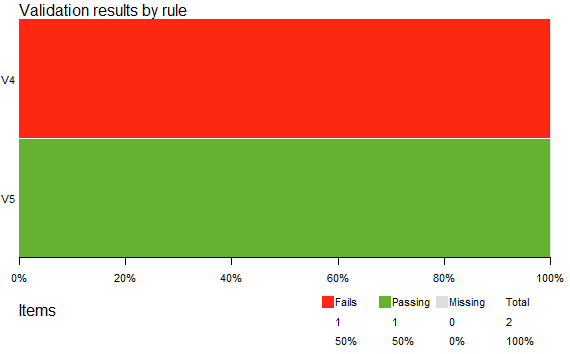 Validation results by rule
V4
V5
0% 20% 40% 60% 80% 100%
Items Fails Passing Missing Total
1 1 0 2
50% 50% 0% 100%